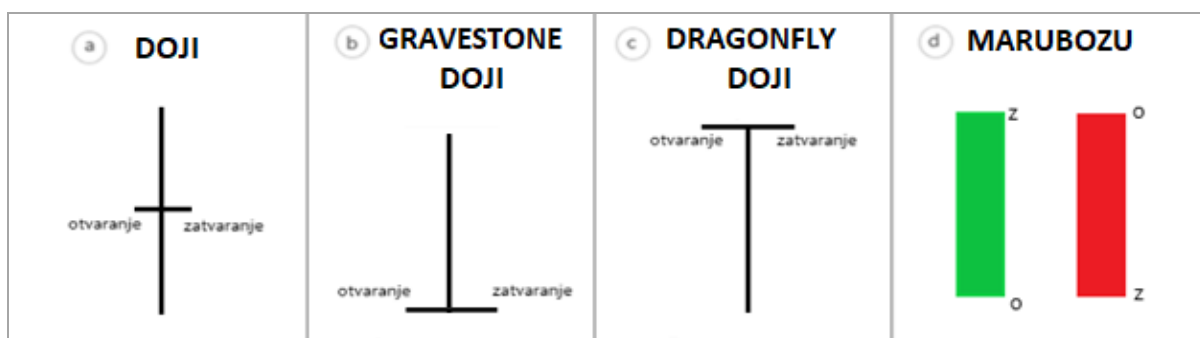 a DOJI
otvaranje zatvaranje
b GRAVESTONE
DOJI
otvaranje zatvaranje
c DRAGONFLY
DOJI
otvaranje zatvaranje
d MARUBOZU
z o
o z